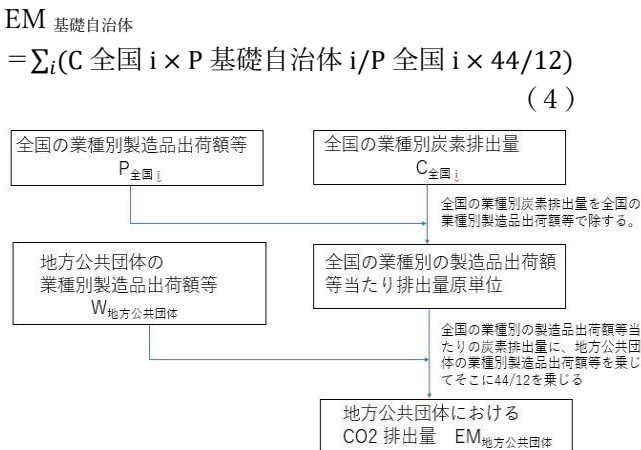 EM 基礎自治体
＝∑i(C 全国 i × P 基礎自治体 i/P 全国 i × 44/12)
（4）
全国の業種別製造品出荷額等
P全国 i
全国の業種別炭素排出量
C全国 i
全国の業種別炭素排出量を全国の
業種別製造品出荷額等で除する。
地方公共団体の
業種別製造品出荷額等
W地方公共団体
全国の業種別の製造品出荷額
等当たり排出量原単位
全国の業種別の製造品出荷額等当
たりの炭素排出量に、地方公共団
体の業種別製造品出荷額等を乗じ
てそこに44/12を乗じる
地方公共団体における
CO2 排出量　EM地方公共団体